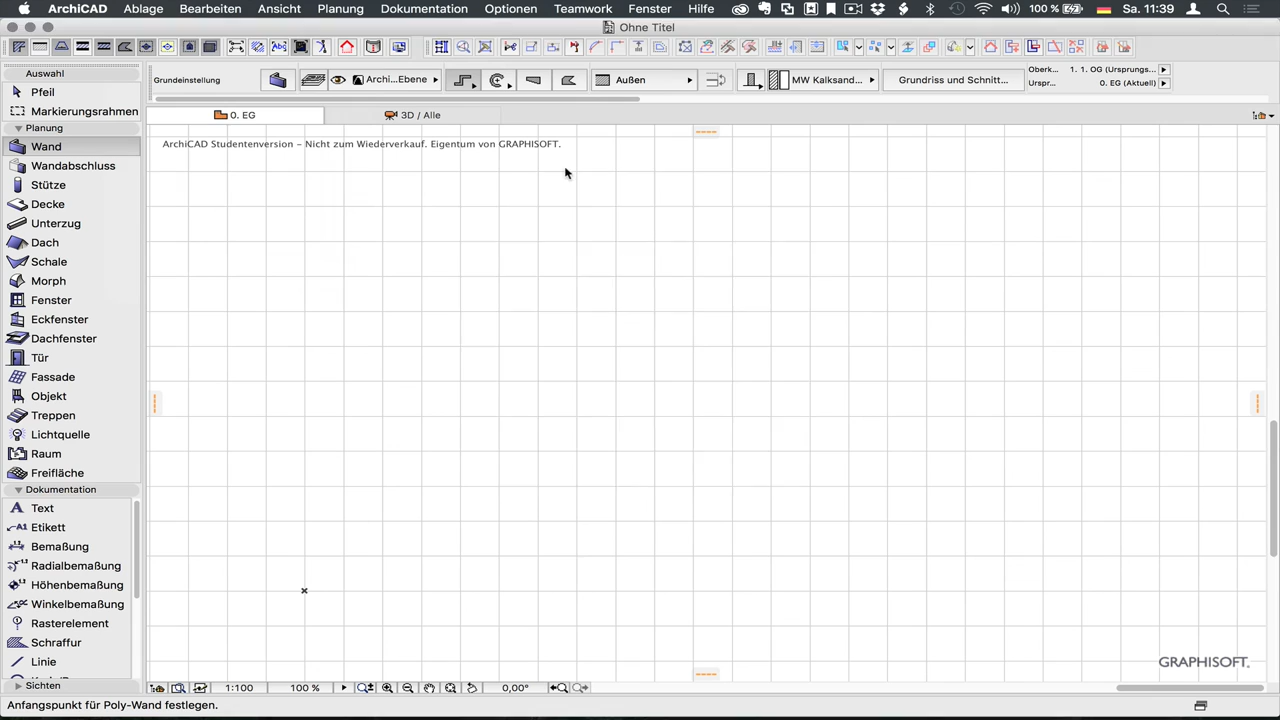 ArchiCAD Ablage Bearbeiten Ansicht Planung Dokumentation Optionen Teamwork Fenster Hilfe 100 % Sa. 11:39
Ohne Titel
Auswahl
Grundeinstellung
Archi...Ebene
Außen
MW Kalksand...
Grundriss und Schnitt...
Oberk... 1. 1. OG (Ursprungs...
Urspr... 0. EG (Aktuell)
Pfeil
Markierungsrahmen
0. EG
3D / Alle
Planung
Wand
ArchiCAD Studentenversion – Nicht zum Wiederverkauf. Eigentum von GRAPHISOFT.
Wandabschluss
Stütze
Decke
Unterzug
Dach
Schale
Morph
Fenster
Eckfenster
Dachfenster
Tür
Fassade
Objekt
Treppen
Lichtquelle
Raum
Freifläche
Dokumentation
Text
Etikett
Bemaßung
Radialbemaßung
Höhenbemaßung
Winkelbemaßung
Rasterelement
Schraffur
Linie
GRAPHISOFT.
Sichten
1:100 100 % 0,00°
Anfangspunkt für Poly-Wand festlegen.